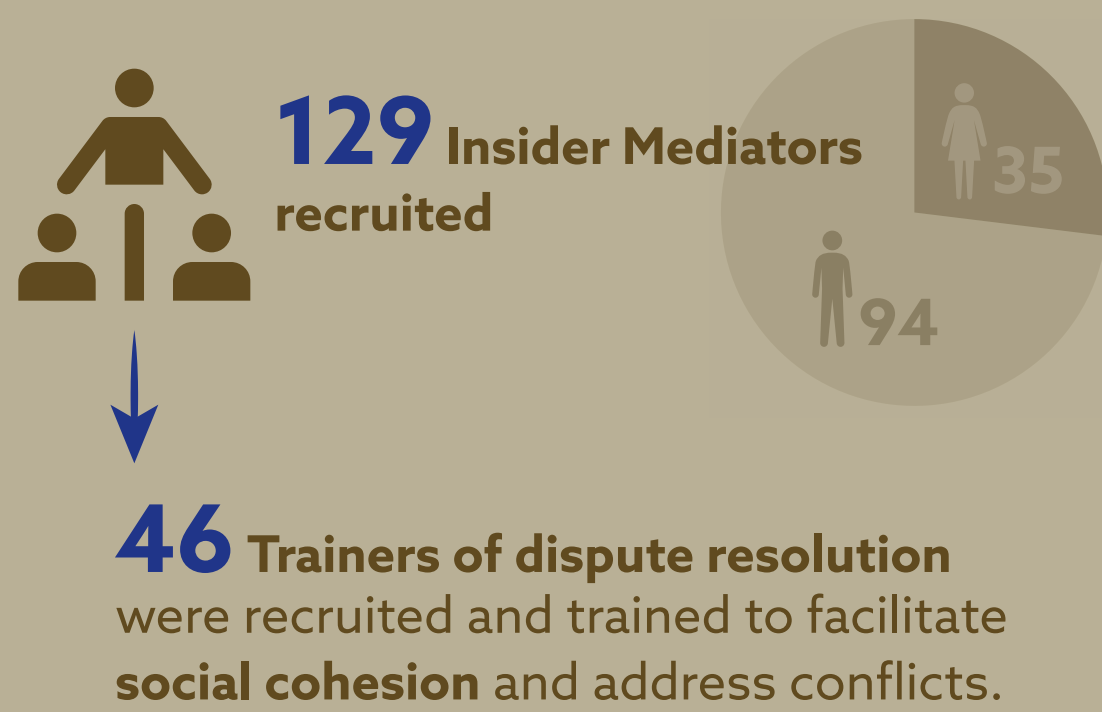 129 Insider Mediators
recruited
35
94
46 Trainers of dispute resolution
were recruited and trained to facilitate
social cohesion and address conflicts.